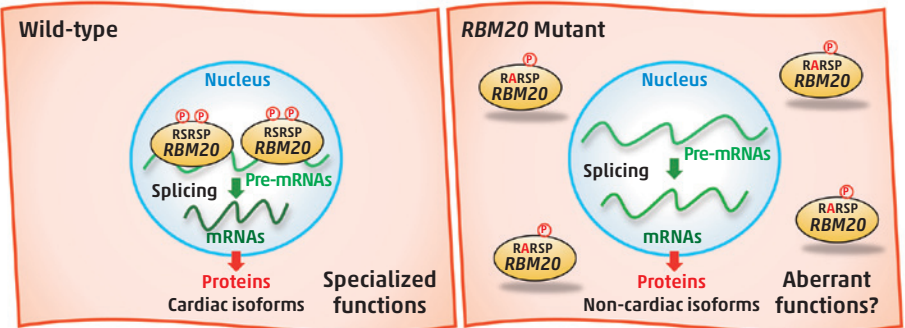 Wild-type
Nucleus
P P
P P
RSRSP
RBM20
RSRSP
RBM20
Pre-mRNAs
Splicing
mRNAs
Proteins
Cardiac isoforms
Specialized
functions
RBM20 Mutant
P
RARSP
RBM20
P
RARSP
RBM20
Nucleus
Pre-mRNAs
Splicing
mRNAs
P
RARSP
RBM20
P
RARSP
RBM20
Proteins
Non-cardiac isoforms
Aberrant
functions?